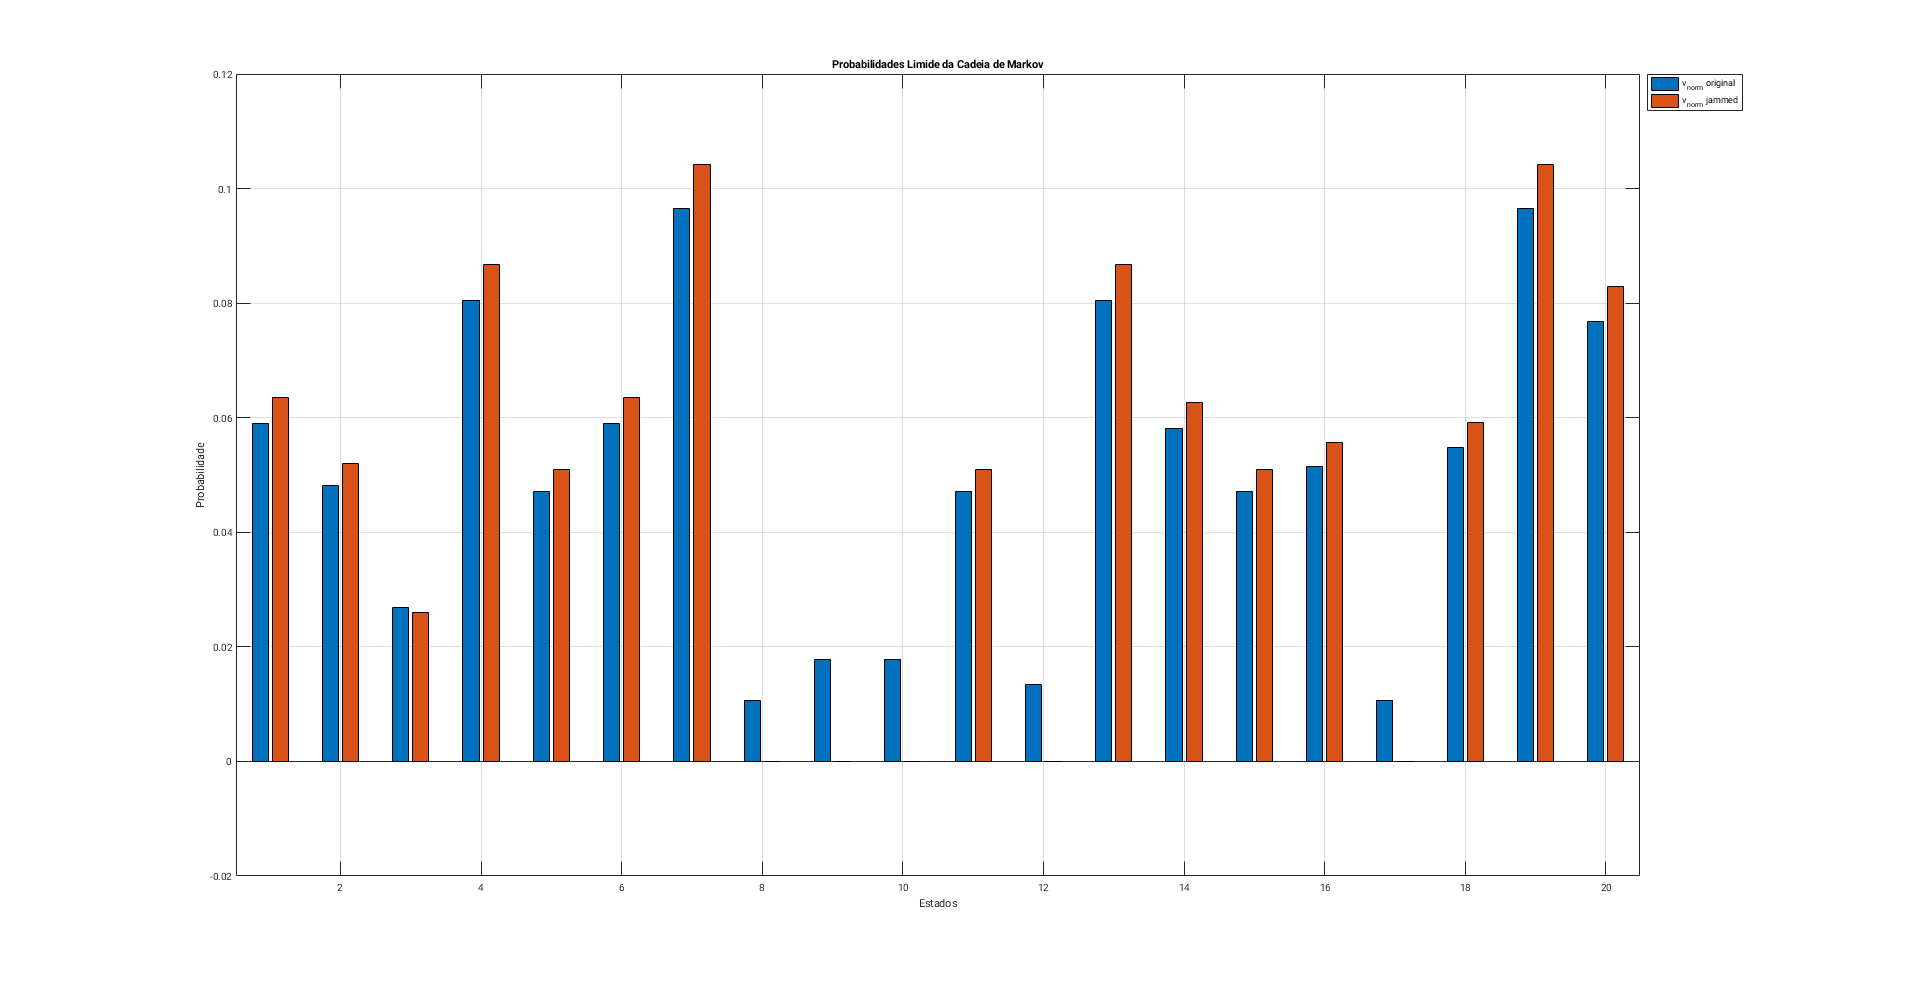 Probabilidades Limide da Cadeia de Markov
v_norm original
v_norm jammed
0.12
0.1
0.08
0.06
0.04
0.02
0
-0.02
Probabilidade
2 4 6 8 10 12 14 16 18 20
Estados